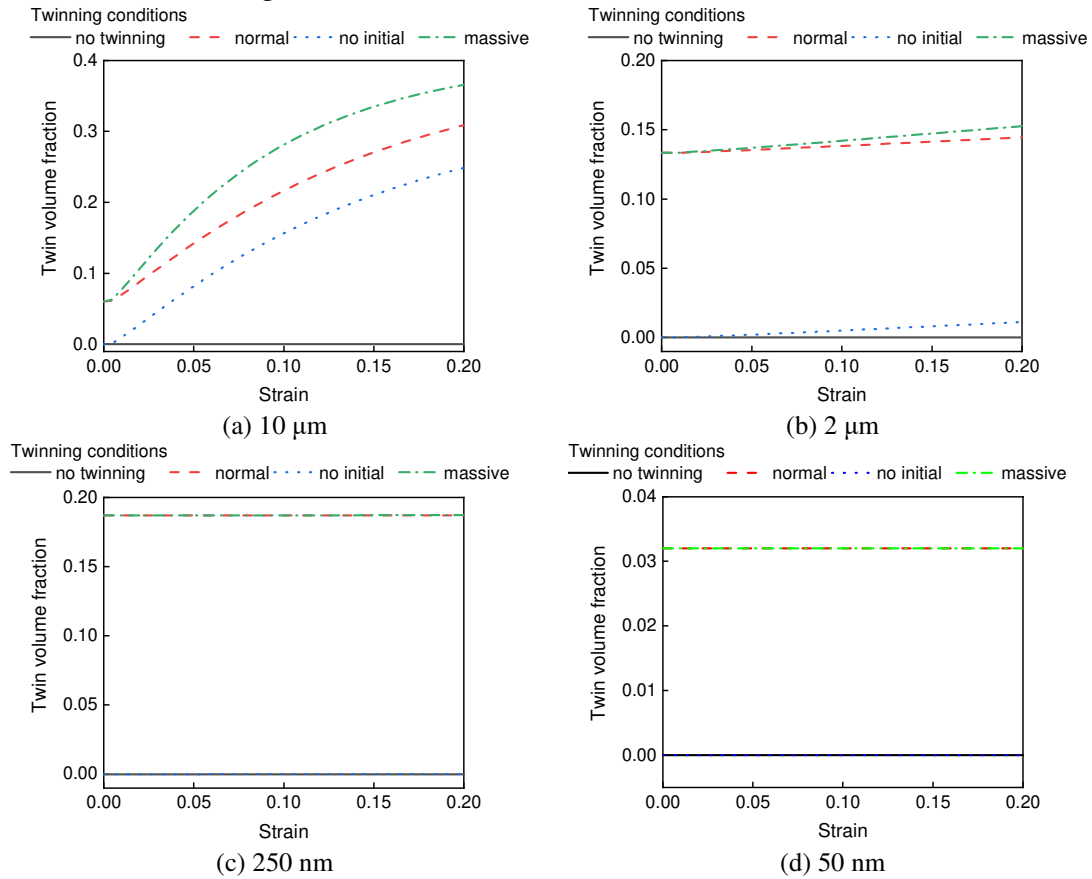 Twinning conditions
no twinning normal no initial massive
0.4
0.3
0.2
0.1
0.0
Twin volume fraction
0.00 0.05 0.10 0.15 0.20
Strain
(a) 10 μm
Twinning conditions
no twinning normal no initial massive
0.20
0.15
0.10
0.05
0.00
Twin volume fraction
0.00 0.05 0.10 0.15 0.20
Strain
(b) 2 μm
Twinning conditions
no twinning normal no initial massive
0.20
0.15
0.10
0.05
0.00
Twin volume fraction
0.00 0.05 0.10 0.15 0.20
Strain
(c) 250 nm
Twinning conditions
no twinning normal no initial massive
0.04
0.03
0.02
0.01
0.00
Twin volume fraction
0.00 0.05 0.10 0.15 0.20
Strain
(d) 50 nm